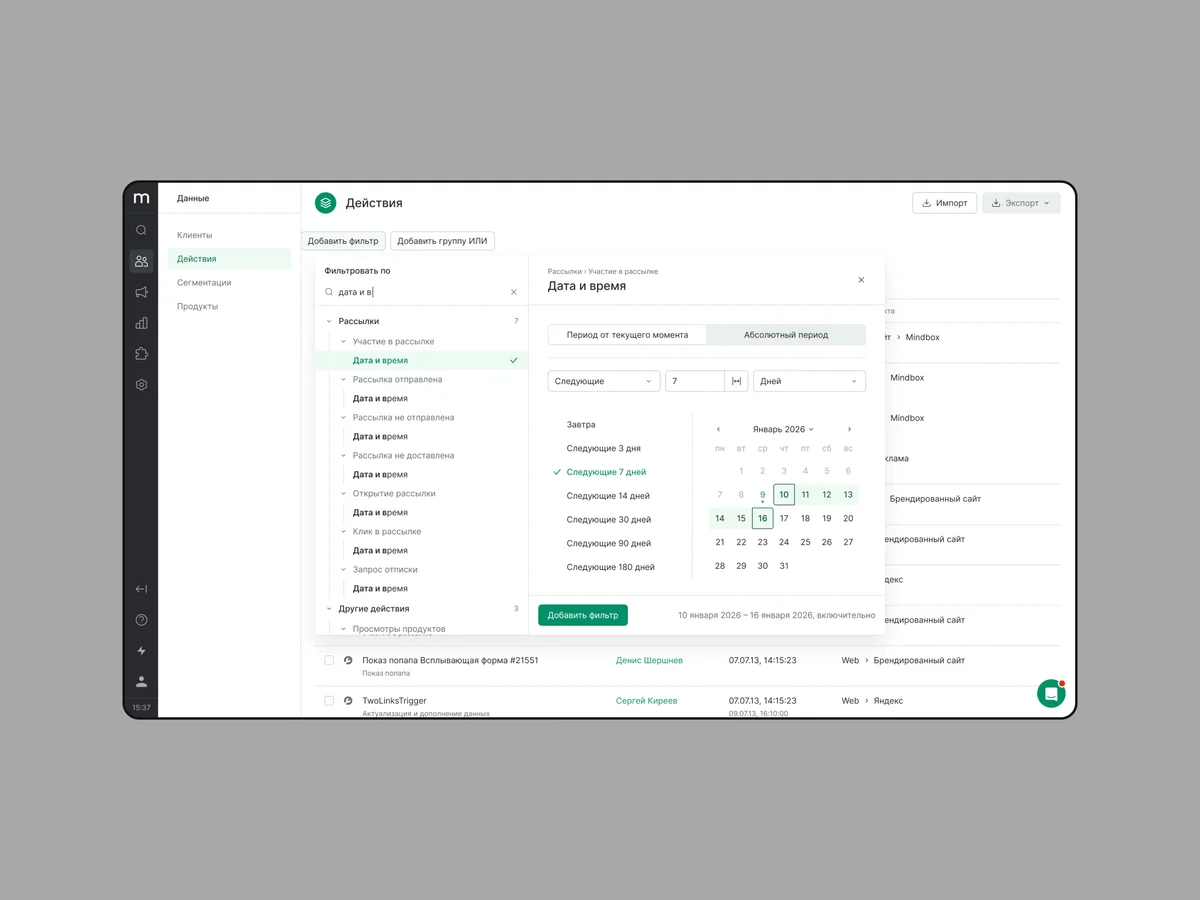 m
Данные
Клиенты
Действия
Сегментации
Продукты
15:37
Действия
Импорт
Экспорт
Добавить фильтр
Добавить группу ИЛИ
Фильтровать по
дата и в
Рассылки 7
Участие в рассылке
Дата и время
Рассылка отправлена
Дата и время
Рассылка не отправлена
Дата и время
Рассылка не доставлена
Дата и время
Открытие рассылки
Дата и время
Клик в рассылке
Дата и время
Запрос отписки
Дата и время
Другие действия 3
Просмотры продуктов
Рассылки › Участие в рассылке
Дата и время
Период от текущего момента
Абсолютный период
Следующие
7
Дней
Завтра
Следующие 3 дня
Следующие 7 дней
Следующие 14 дней
Следующие 30 дней
Следующие 90 дней
Следующие 180 дней
Январь 2026
пн вт ср чт пт сб вс
1 2 3 4 5 6
7 8 9 10 11 12 13
14 15 16 17 18 19 20
21 22 23 24 25 26 27
28 29 30 31
Добавить фильтр
10 января 2026 – 16 января 2026, включительно
кта
йт › Mindbox
Mindbox
Mindbox
клама
Брендированный сайт
ендированный сайт
декс
ендированный сайт
Показ попапа Всплывающая форма #21551
Показ попапа
Денис Шершнев
07.07.13, 14:15:23
Web › Брендированный сайт
TwoLinksTrigger
Актуализация и дополнение данных
Сергей Киреев
07.07.13, 14:15:23
09.07.13, 16:10:00
Web › Яндекс